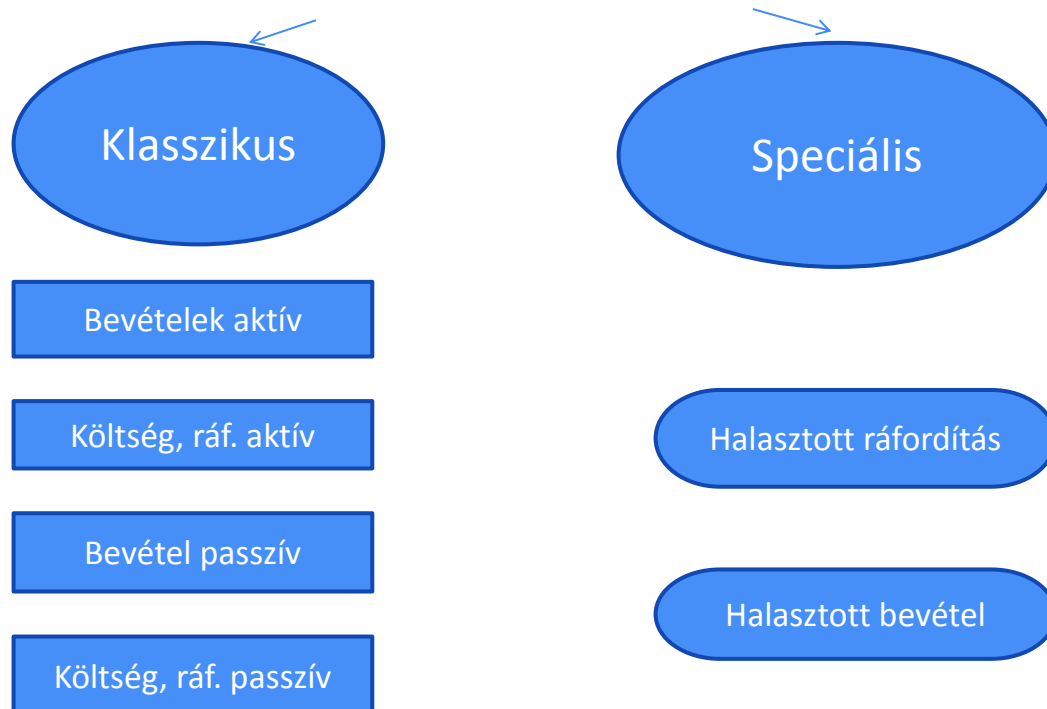 Klasszikus
Speciális
Bevételek aktív
Költség, ráf. aktív
Bevétel passzív
Költség, ráf. passzív
Halasztott ráfordítás
Halasztott bevétel